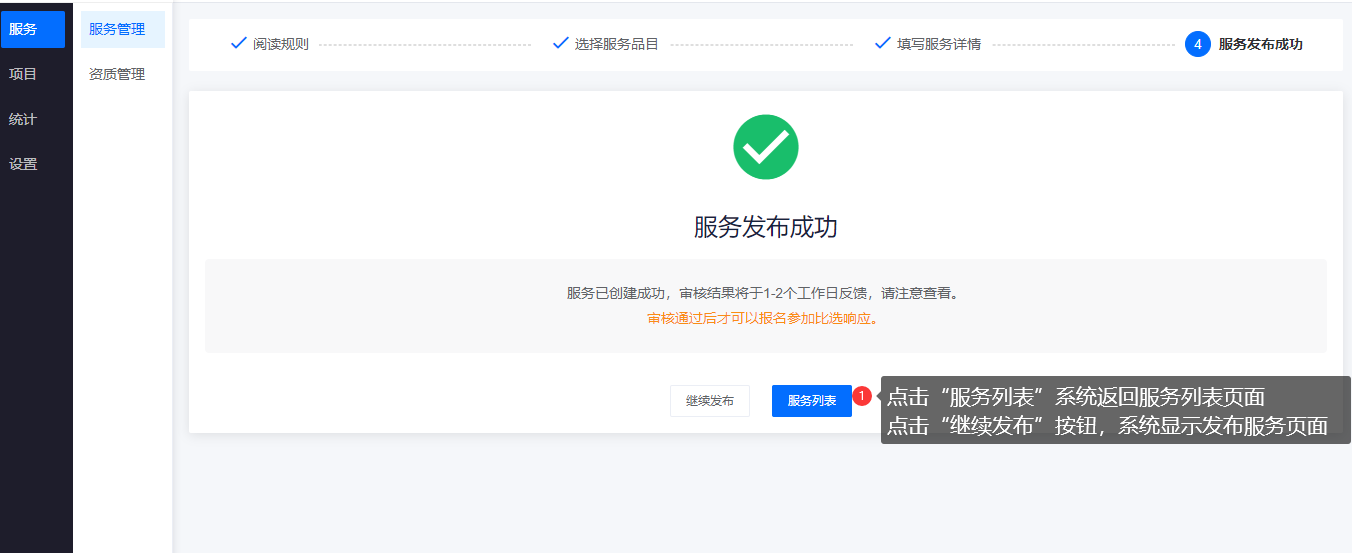 服务
项目
统计
设置
服务管理
资质管理
阅读规则
选择服务品目
填写服务详情
4 服务发布成功
服务发布成功
服务已创建成功，审核结果将于1-2个工作日反馈，请注意查看。
审核通过后才可以报名参加比选响应。
继续发布
服务列表
1
点击“服务列表”系统返回服务列表页面
点击“继续发布”按钮，系统显示发布服务页面